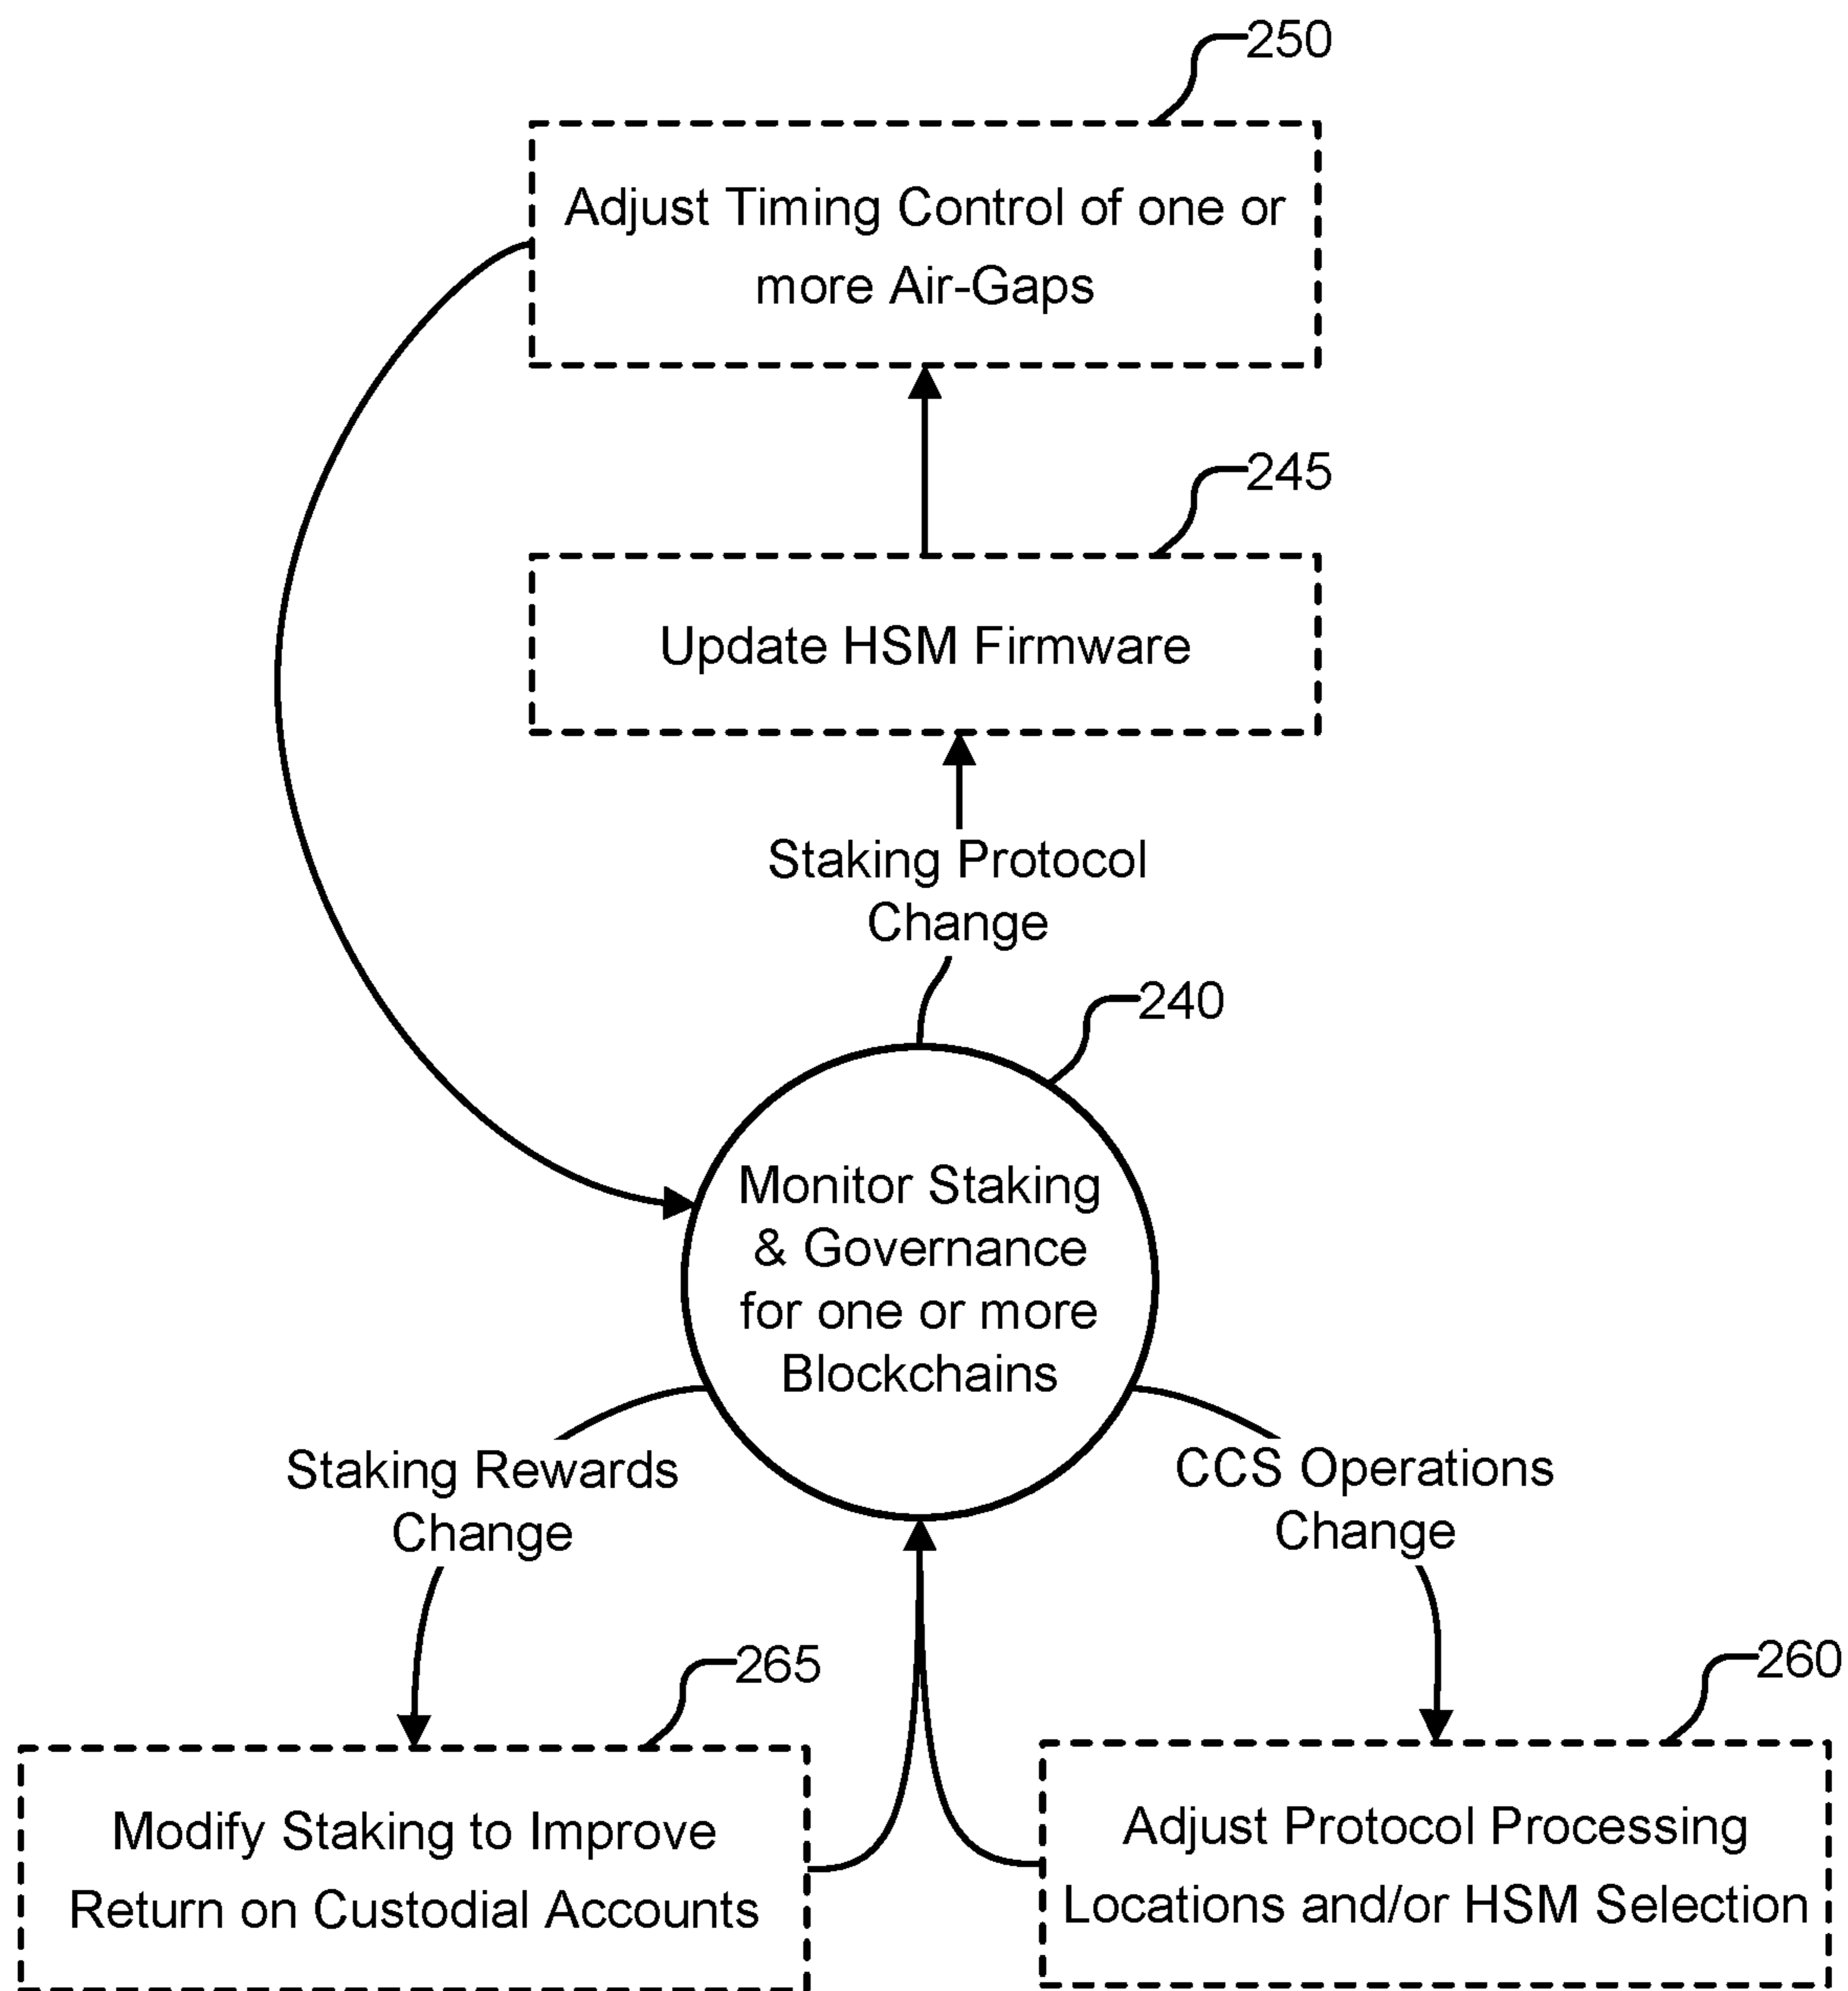 250
Adjust Timing Control of one or
more Air-Gaps
245
Update HSM Firmware
Staking Protocol
Change
240
Monitor Staking
& Governance
for one or more
Blockchains
Staking Rewards
Change
CCS Operations
Change
265
260
Modify Staking to Improve
Return on Custodial Accounts
Adjust Protocol Processing
Locations and/or HSM Selection